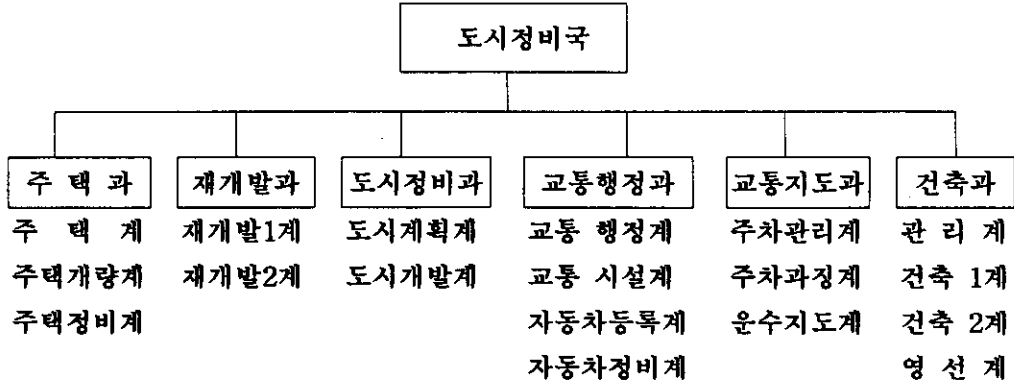 도시정비국
주 택 과 재개발과 도시정비과 교통행정과 교통지도과 건축과
주 택 계 재개발1계 도시계획계 교통 행정계 주차관리계 관 리 계
주택개량계 재개발2계 도시개발계 교통 시설계 주차과징계 건축 1계
주택정비계 자동차등록계 운수지도계 건축 2계
자동차정비계 영 선 계